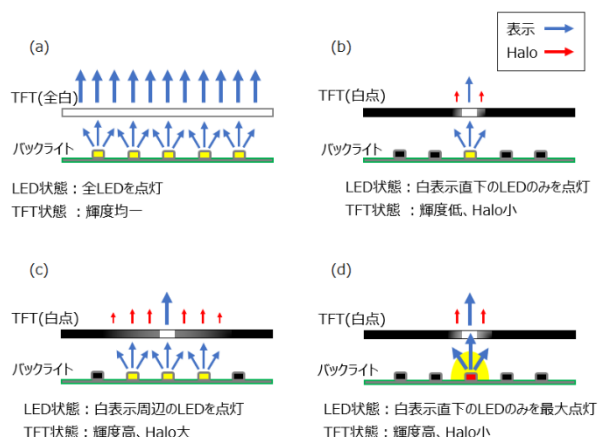 表示
Halo
(a)
TFT(全白)
バックライト
LED状態：全LEDを点灯
TFT状態 ：輝度均一
(b)
TFT(白点)
バックライト
LED状態：白表示直下のLEDのみを点灯
TFT状態 ：輝度低、Halo小
(c)
TFT(白点)
バックライト
LED状態：白表示周辺のLEDを点灯
TFT状態：輝度高、Halo大
(d)
TFT(白点)
バックライト
LED状態：白表示直下のLEDのみを最大点灯
TFT状態：輝度高、Halo小